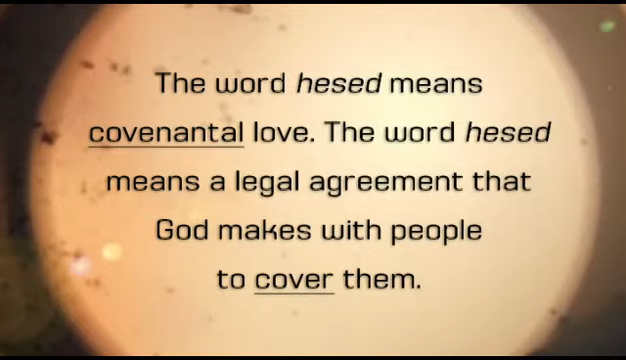 The word hesed means
covenantal love. The word hesed
means a legal agreement that
God makes with people
to cover them.